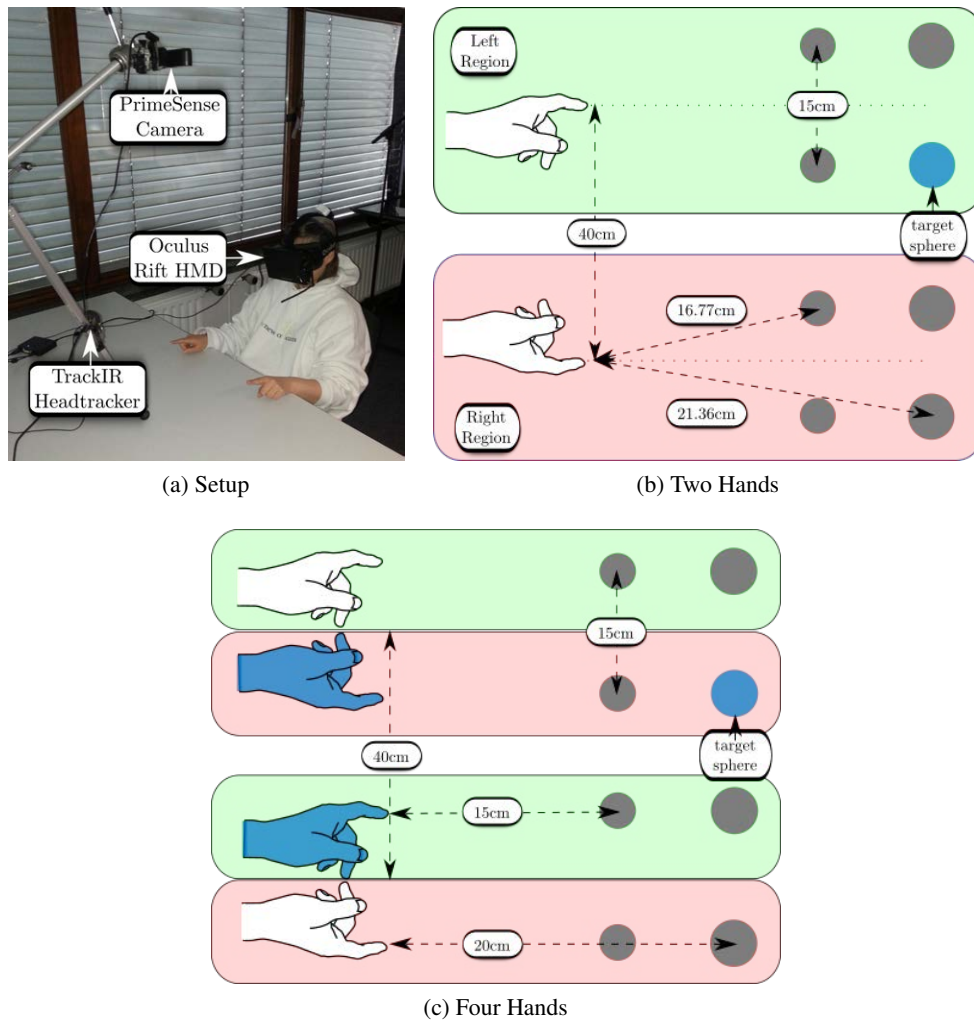 PrimeSense
Camera
Oculus
Rift HMD
TrackIR
Headtracker
(a) Setup
Left
Region
15cm
40cm
target
sphere
16.77cm
21.36cm
Right
Region
(b) Two Hands
15cm
40cm
target
sphere
15cm
20cm
(c) Four Hands